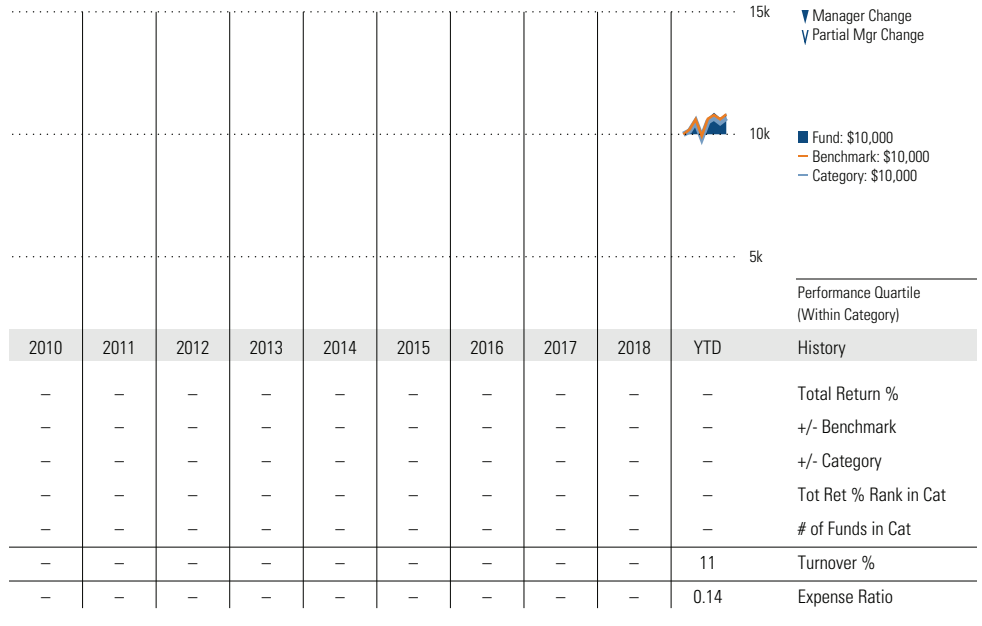 15k
Manager Change
Partial Mgr Change
10k
Fund: $10,000
Benchmark: $10,000
Category: $10,000
5k
Performance Quartile
(Within Category)
2010 2011 2012 2013 2014 2015 2016 2017 2018 YTD History
– – – – – – – – – – Total Return %
– – – – – – – – – – +/- Benchmark
– – – – – – – – – – +/- Category
– – – – – – – – – – Tot Ret % Rank in Cat
– – – – – – – – – – # of Funds in Cat
– – – – – – – – – 11 Turnover %
– – – – – – – – – 0.14 Expense Ratio